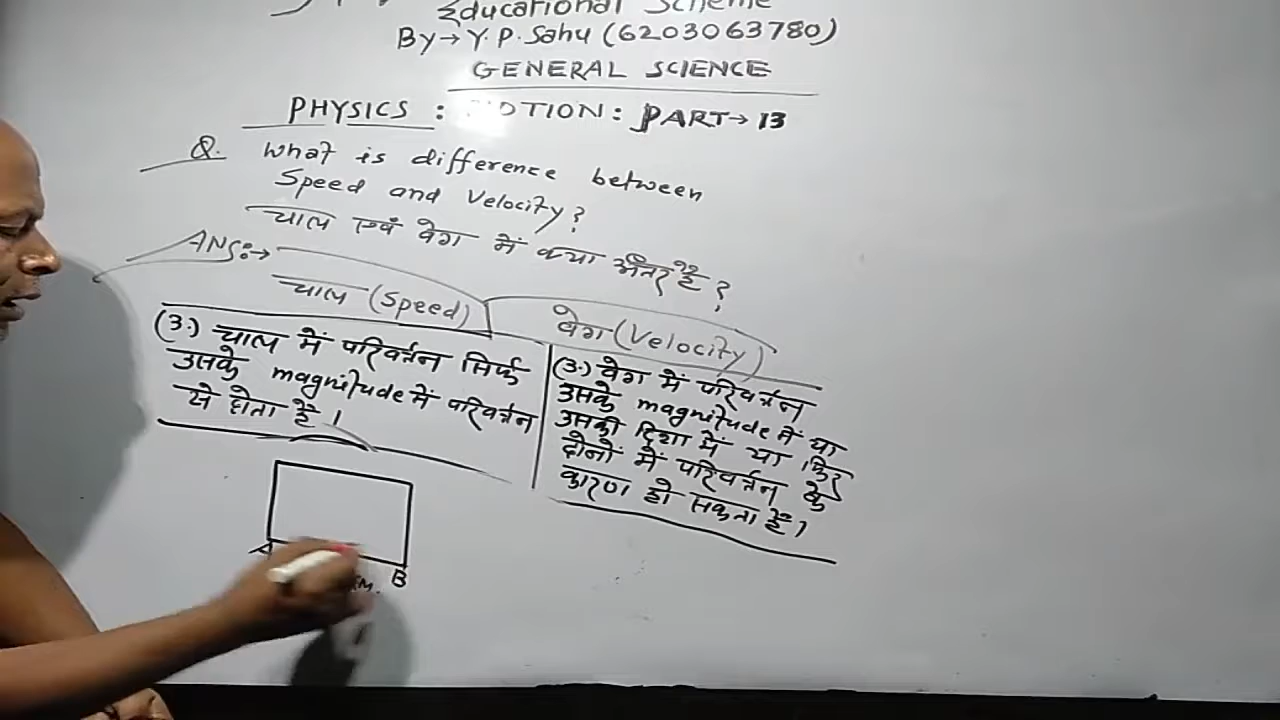 Educational Scheme
By→ Y.P. Sahu (6203063780)
GENERAL SCIENCE
PHYSICS : MOTION: PART→ 13
Q. What is difference between
Speed and Velocity?
चाल एवं वेग में क्या अंतर है ?
ANS:→
चाल (Speed)
(3.) चाल में परिवर्तन सिर्फ
उसके magnitude में परिवर्तन
से होता है ।
वेग (Velocity)
(3.) वेग में परिवर्तन
उसके magnitude में या
उसकी दिशा में या फिर
दोनों में परिवर्तन के
कारण हो सकता है।
A
B